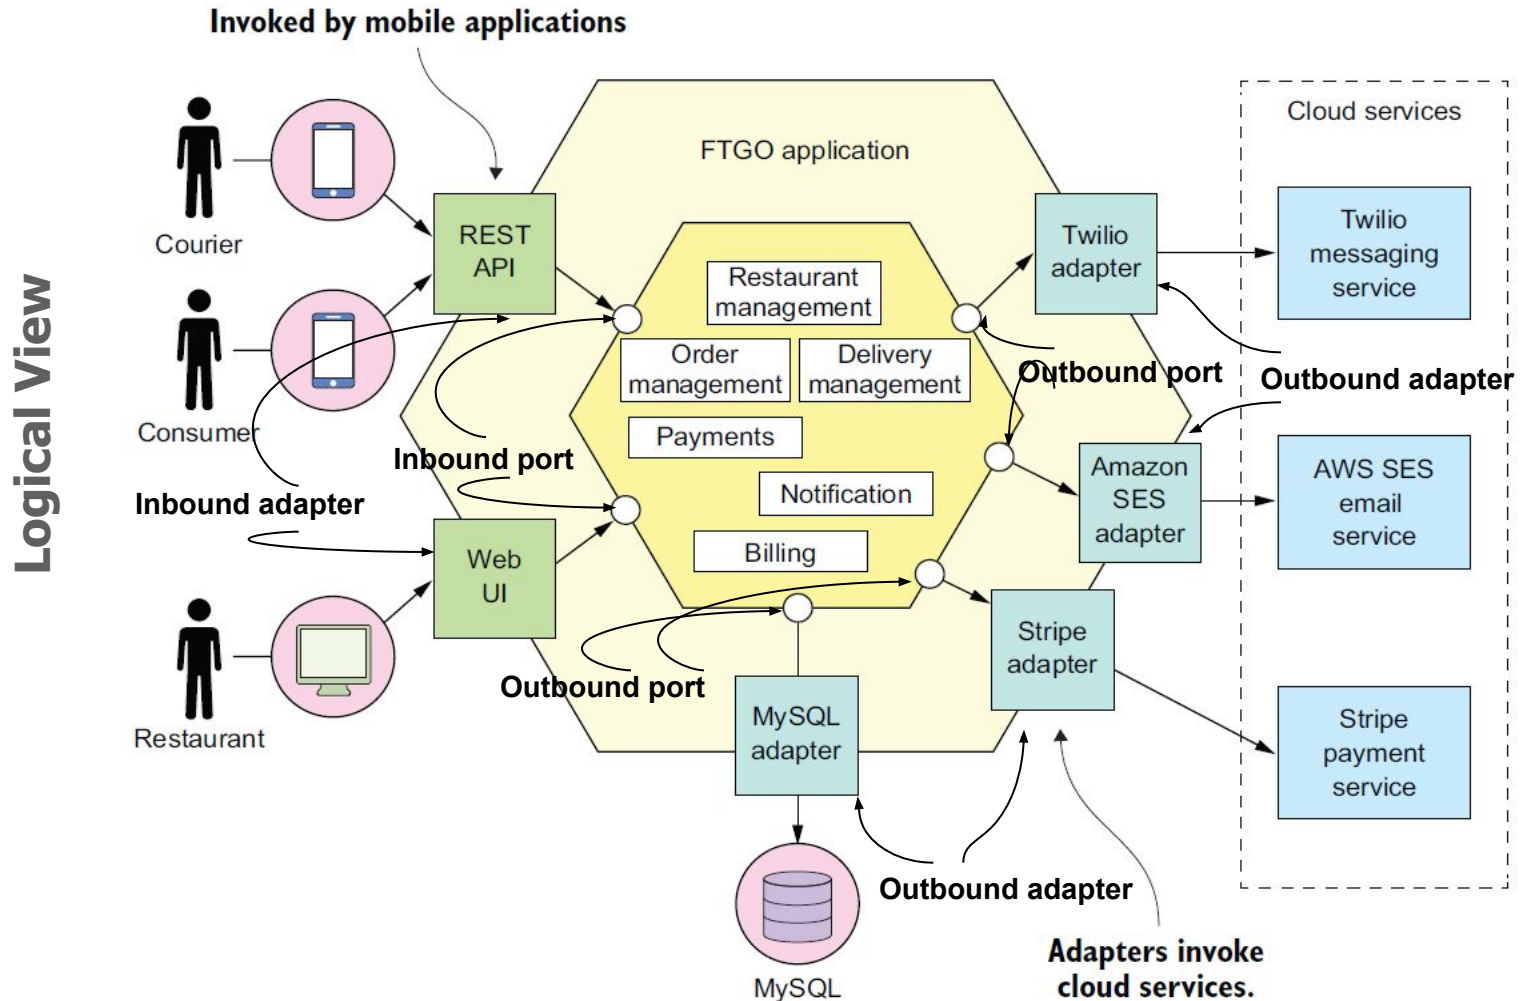 Invoked by mobile applications
Cloud services
FTGO application
Courier
REST
API
Twilio
adapter
Twilio
messaging
service
Restaurant
management
Order
management
Delivery
management
Outbound port
Outbound adapter
Consumer
Logical View
Inbound port
Payments
Inbound adapter
Notification
Amazon
SES
adapter
AWS SES
email
service
Web
UI
Billing
Stripe
adapter
Outbound port
Restaurant
MySQL
adapter
Stripe
payment
service
Outbound adapter
Adapters invoke
cloud services.
MySQL